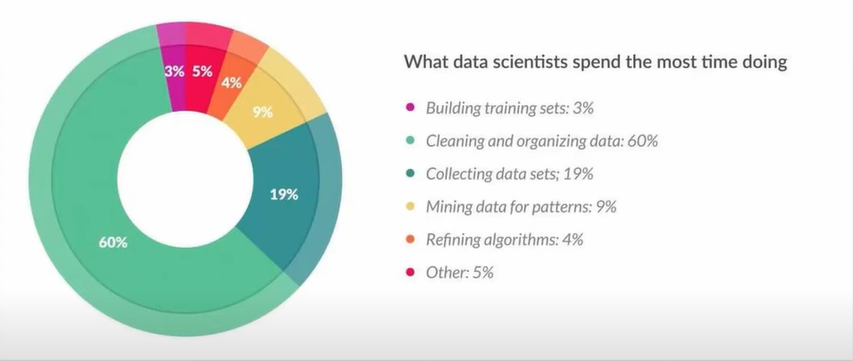 What data scientists spend the most time doing
Building training sets: 3%
Cleaning and organizing data: 60%
Collecting data sets; 19%
Mining data for patterns: 9%
Refining algorithms: 4%
Other: 5%
3%
5%
4%
9%
19%
60%